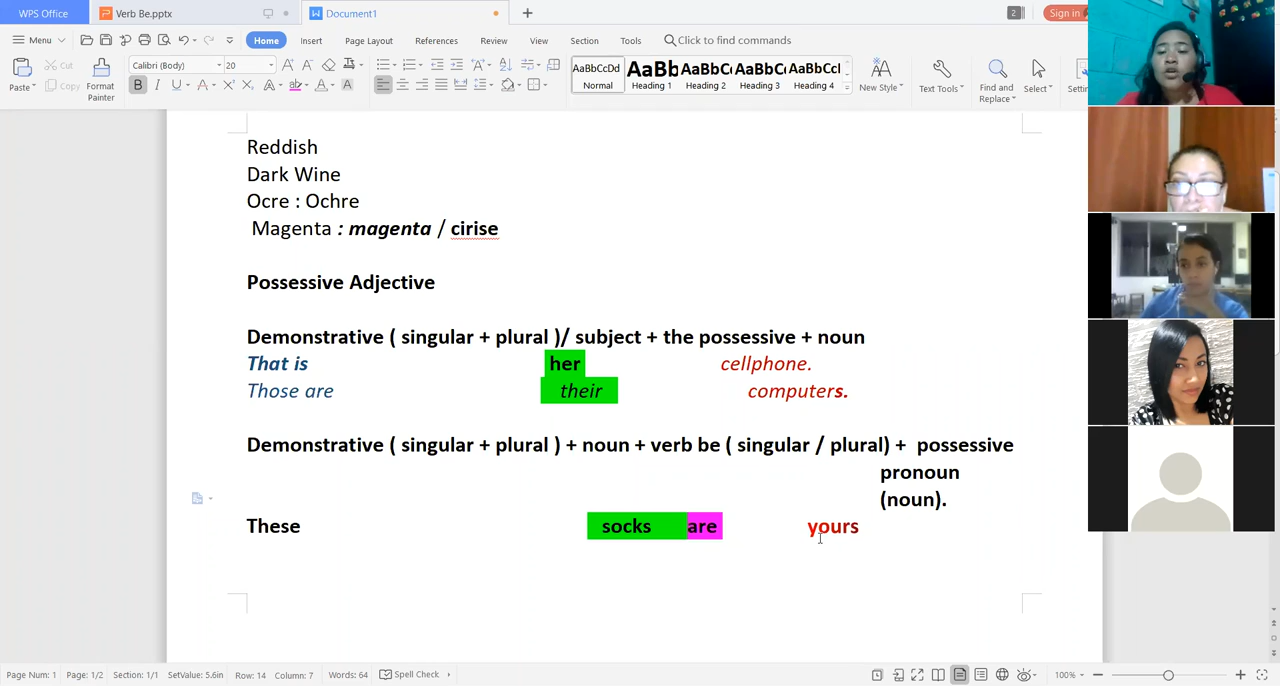 WPS Office
Verb Be.pptx
Document1
2
Sign in
Menu
Home
Insert
Page Layout
References
Review
View
Section
Tools
Click to find commands
Paste
Cut
Copy
Format Painter
Calibri (Body)
20
AaBbCcDd
Normal
AaBb
Heading 1
AaBbC
Heading 2
AaBbC
Heading 3
AaBbCcl
Heading 4
New Style
Text Tools
Find and Replace
Select
Reddish
Dark Wine
Ocre : Ochre
Magenta : magenta / cirise
Possessive Adjective
Demonstrative ( singular + plural )/ subject + the possessive + noun
That is her cellphone.
Those are their computers.
Demonstrative ( singular + plural ) + noun + verb be ( singular / plural) + possessive
pronoun
(noun).
These socks are yours
Page Num: 1 Page: 1/2 Section: 1/1 SetValue: 5.6in Row: 14 Column: 7 Words: 64 Spell Check 100%